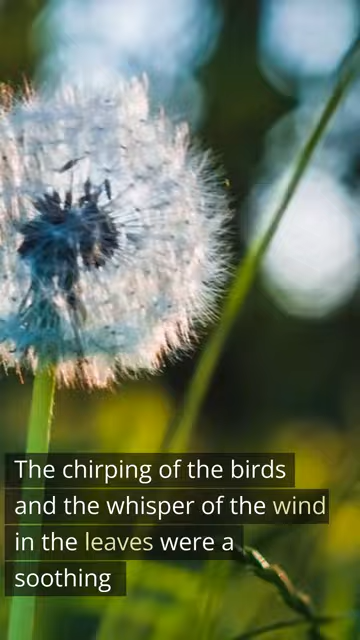 The chirping of the birds
and the whisper of the wind
in the leaves were a
soothing